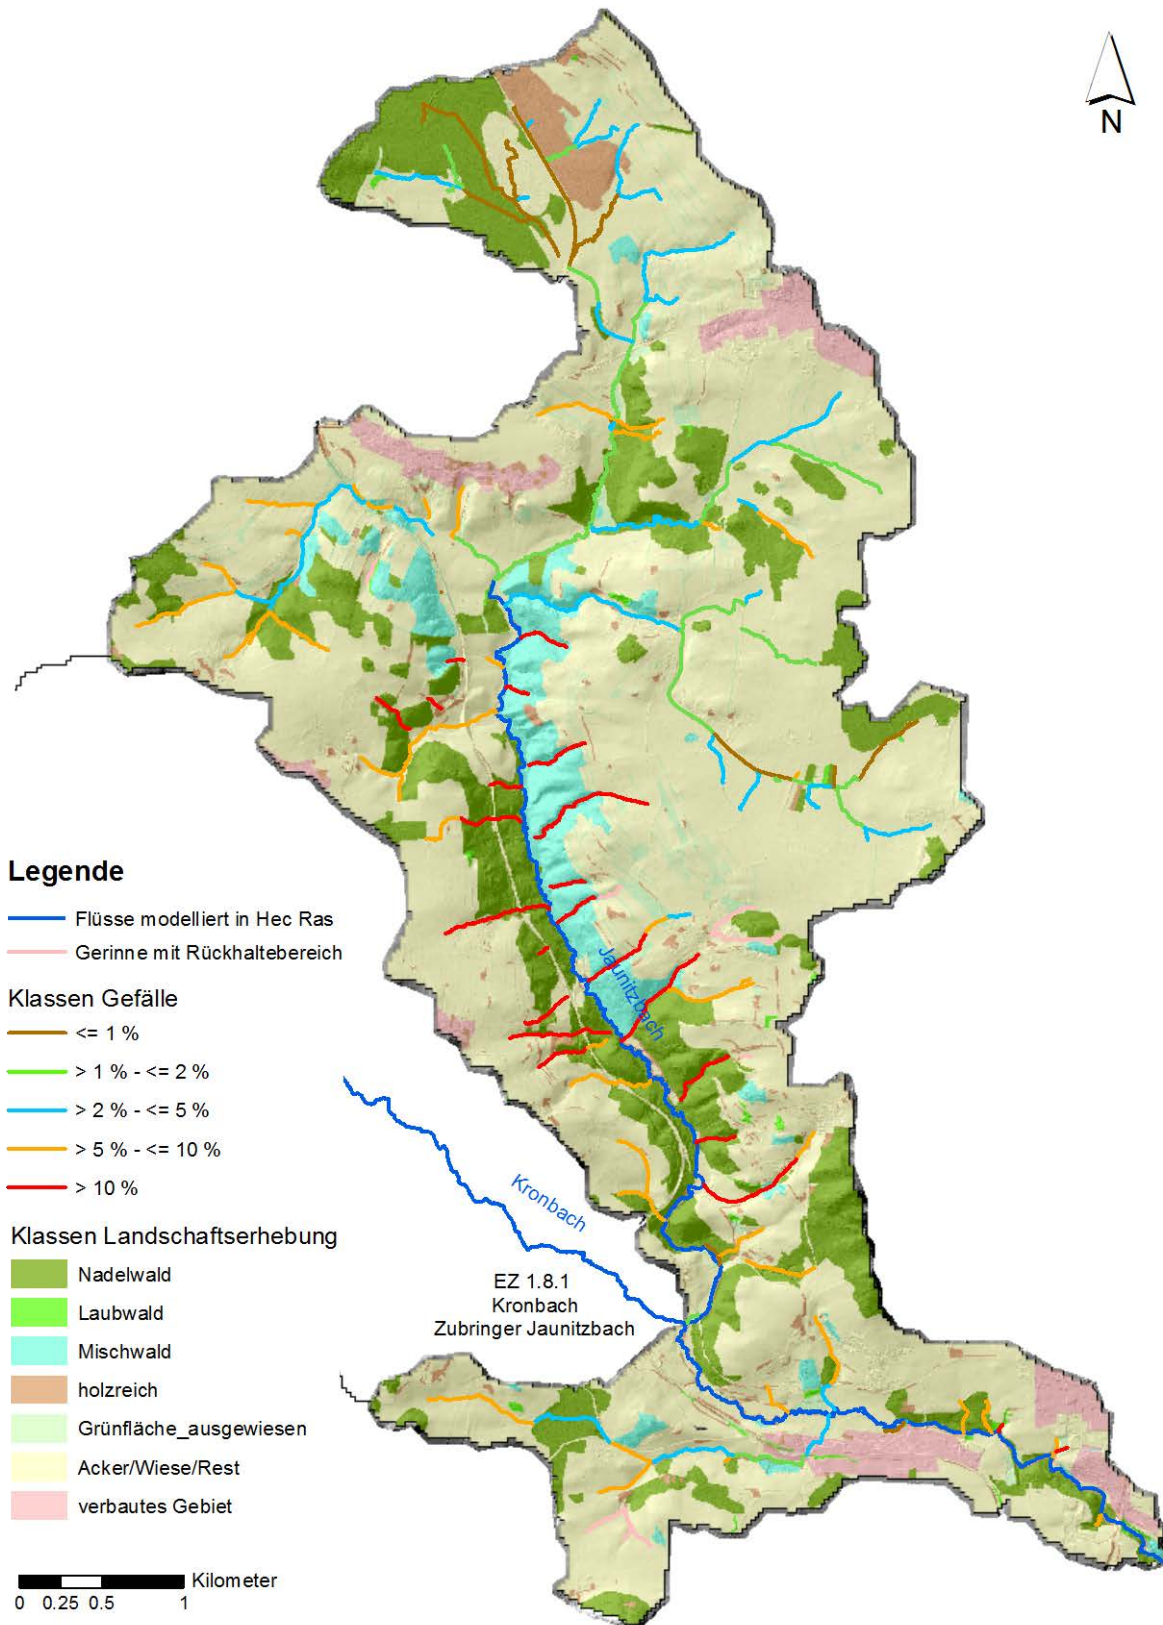 N
Legende
Flüsse modelliert in Hec Ras
Gerinne mit Rückhaltebereich
Klassen Gefälle
<= 1 %
> 1 % - <= 2 %
> 2 % - <= 5 %
> 5 % - <= 10 %
> 10 %
Klassen Landschaftserhebung
Nadelwald
Laubwald
Mischwald
holzreich
Grünfläche_ausgewiesen
Acker/Wiese/Rest
verbautes Gebiet
Kilometer
0 0.25 0.5 1
Jaunitzbach
Kronbach
EZ 1.8.1
Kronbach
Zubringer Jaunitzbach